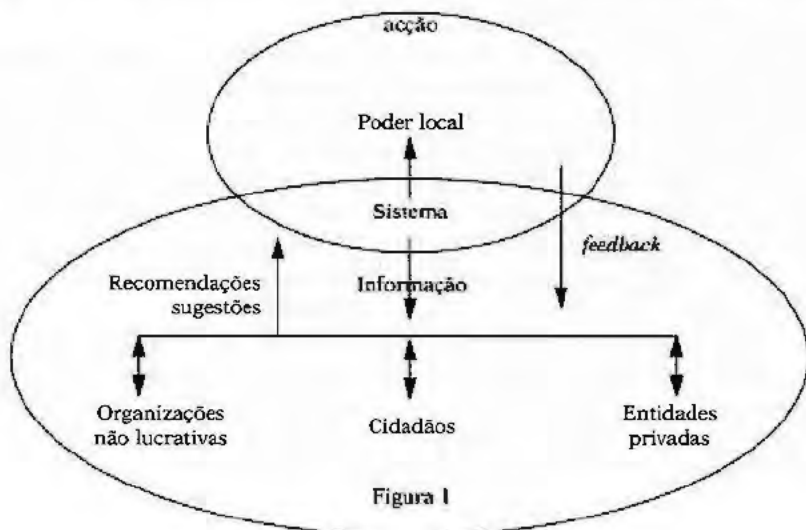 acção
Poder local
Sistema
feedback
Recomendações
sugestões
Informação
Organizações
não lucrativas
Cidadãos
Entidades
privadas
Figura 1